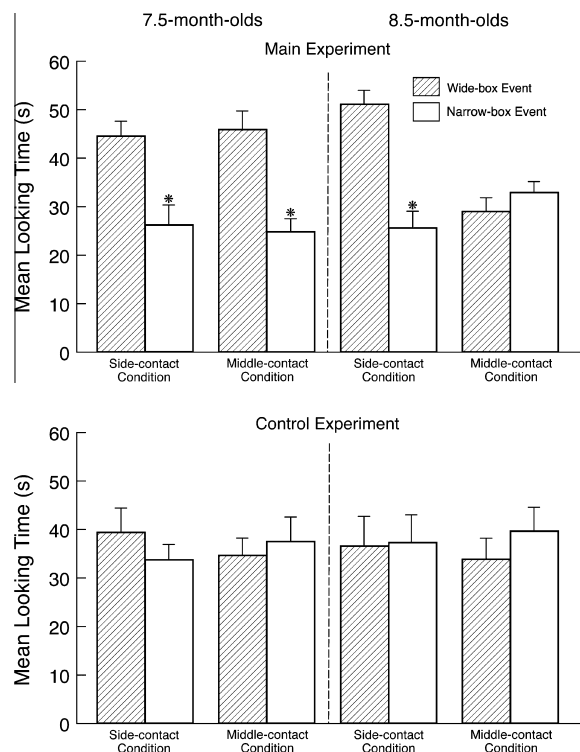 7.5-month-olds 8.5-month-olds
Main Experiment
Mean Looking Time (s)
60
50
40
30
20
10
0
Wide-box Event
Narrow-box Event
*
*
*
Side-contact Condition
Middle-contact Condition
Side-contact Condition
Middle-contact Condition
Control Experiment
Mean Looking Time (s)
60
50
40
30
20
10
0
Side-contact Condition
Middle-contact Condition
Side-contact Condition
Middle-contact Condition